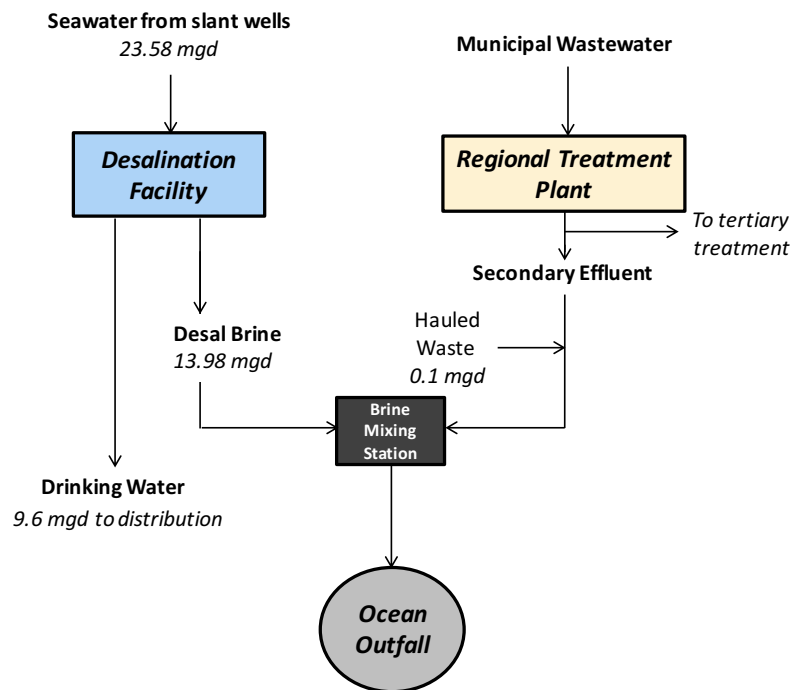 Seawater from slant wells
23.58 mgd
Municipal Wastewater
Desalination
Facility
Regional Treatment
Plant
To tertiary
treatment
Secondary Effluent
Desal Brine
13.98 mgd
Hauled
Waste
0.1 mgd
Brine
Mixing
Station
Drinking Water
9.6 mgd to distribution
Ocean
Outfall